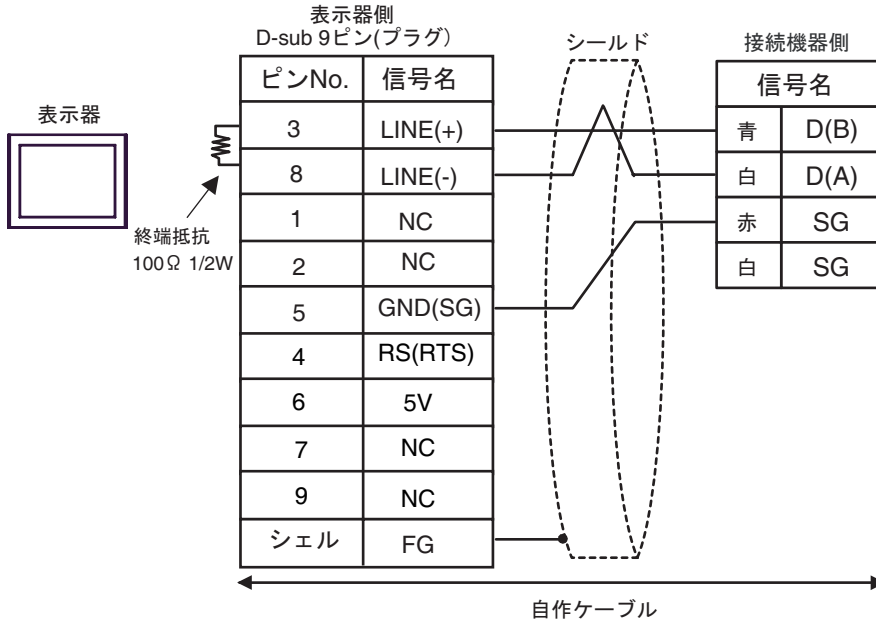 表示器側
D-sub 9ピン(プラグ)
シールド
接続機器側
ピンNo. 信号名
信号名
表示器
3 LINE(+)
青 D(B)
8 LINE(-)
白 D(A)
1 NC
赤 SG
終端抵抗
100Ω 1/2W
2 NC
白 SG
5 GND(SG)
4 RS(RTS)
6 5V
7 NC
9 NC
シェル FG
自作ケーブル